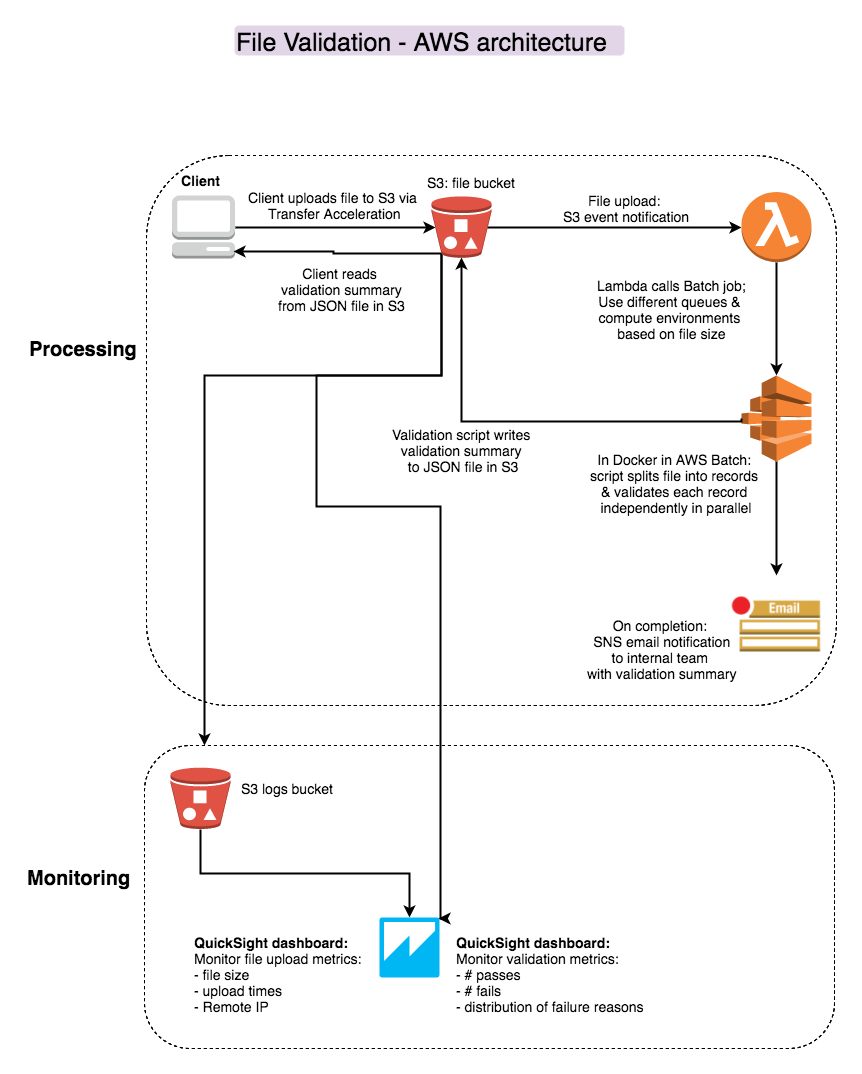 File Validation - AWS architecture
Client
Client uploads file to S3 via
Transfer Acceleration
S3: file bucket
File upload:
S3 event notification
Client reads
validation summary
from JSON file in S3
Lambda calls Batch job;
Use different queues &
compute environments
based on file size
Processing
Validation script writes
validation summary
to JSON file in S3
In Docker in AWS Batch:
script splits file into records
& validates each record
independently in parallel
Email
On completion:
SNS email notification
to internal team
with validation summary
S3 logs bucket
Monitoring
QuickSight dashboard:
Monitor file upload metrics:
- file size
- upload times
- Remote IP
QuickSight dashboard:
Monitor validation metrics:
- # passes
- # fails
- distribution of failure reasons